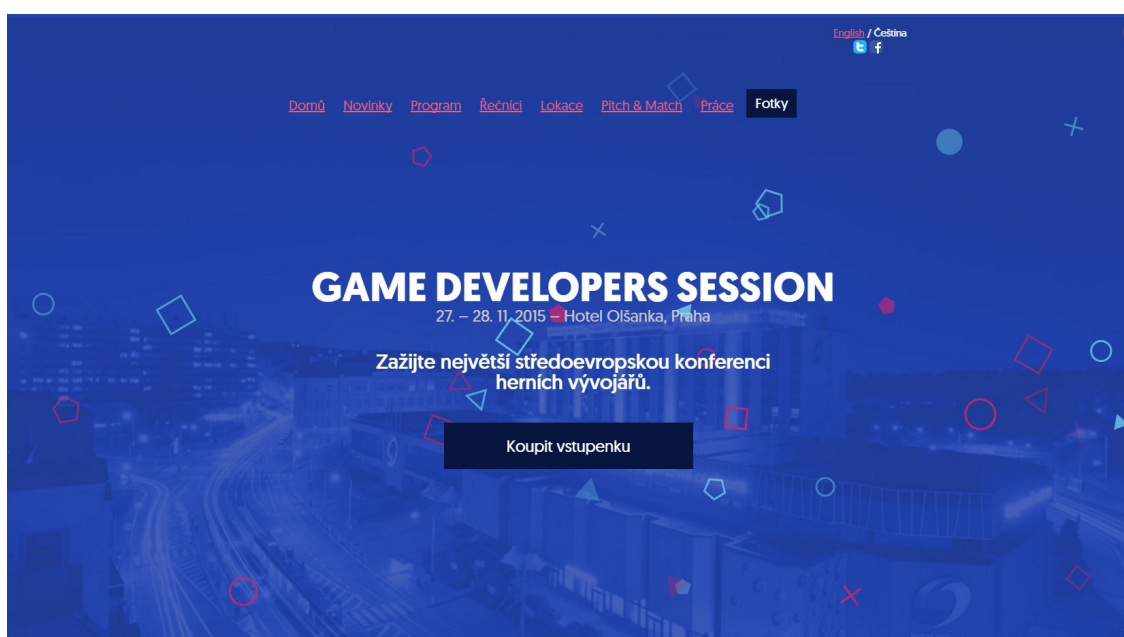 English / Čeština
Domů Novinky Program Řečníci Lokace Pitch & Match Práce Fotky
GAME DEVELOPERS SESSION
27. – 28. 11. 2015 – Hotel Olšanka, Praha
Zažijte největší středoevropskou konferenci
herních vývojářů.
Koupit vstupenku